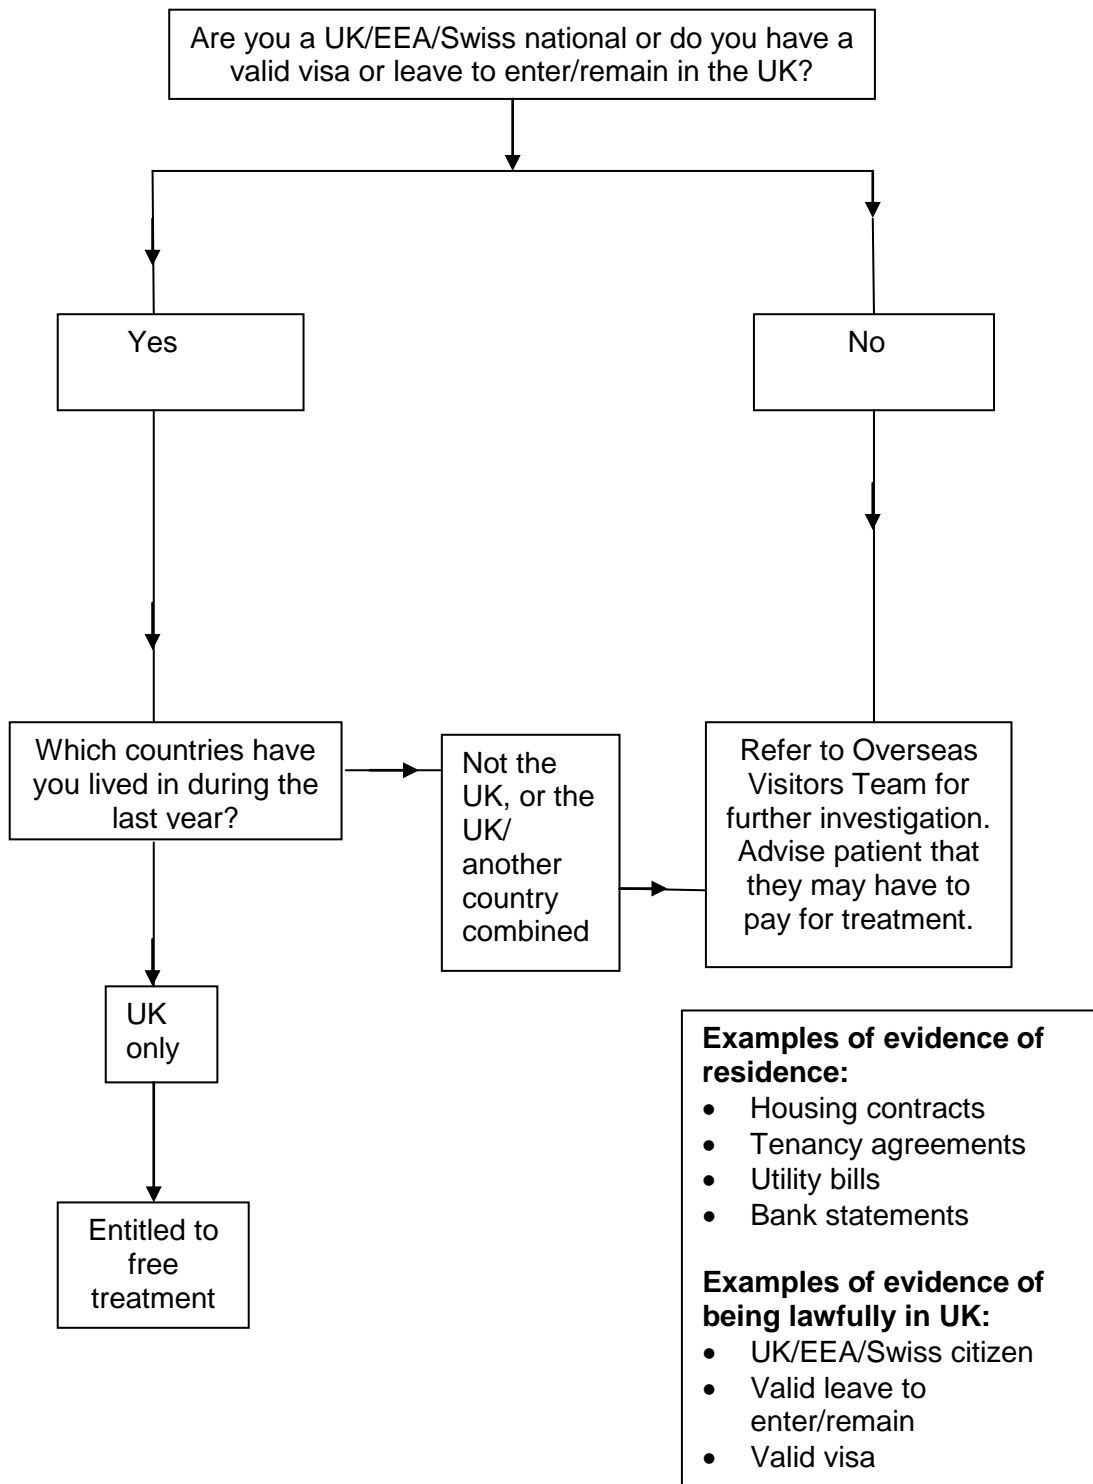 Are you a UK/EEA/Swiss national or do you have a
valid visa or leave to enter/remain in the UK?
Yes
No
Which countries have
you lived in during the
last year?
Not the
UK, or the
UK/
another
country
combined
Refer to Overseas
Visitors Team for
further investigation.
Advise patient that
they may have to
pay for treatment.
UK
only
Entitled to
free
treatment
Examples of evidence of
residence:
• Housing contracts
• Tenancy agreements
• Utility bills
• Bank statements
Examples of evidence of
being lawfully in UK:
• UK/EEA/Swiss citizen
• Valid leave to
enter/remain
• Valid visa